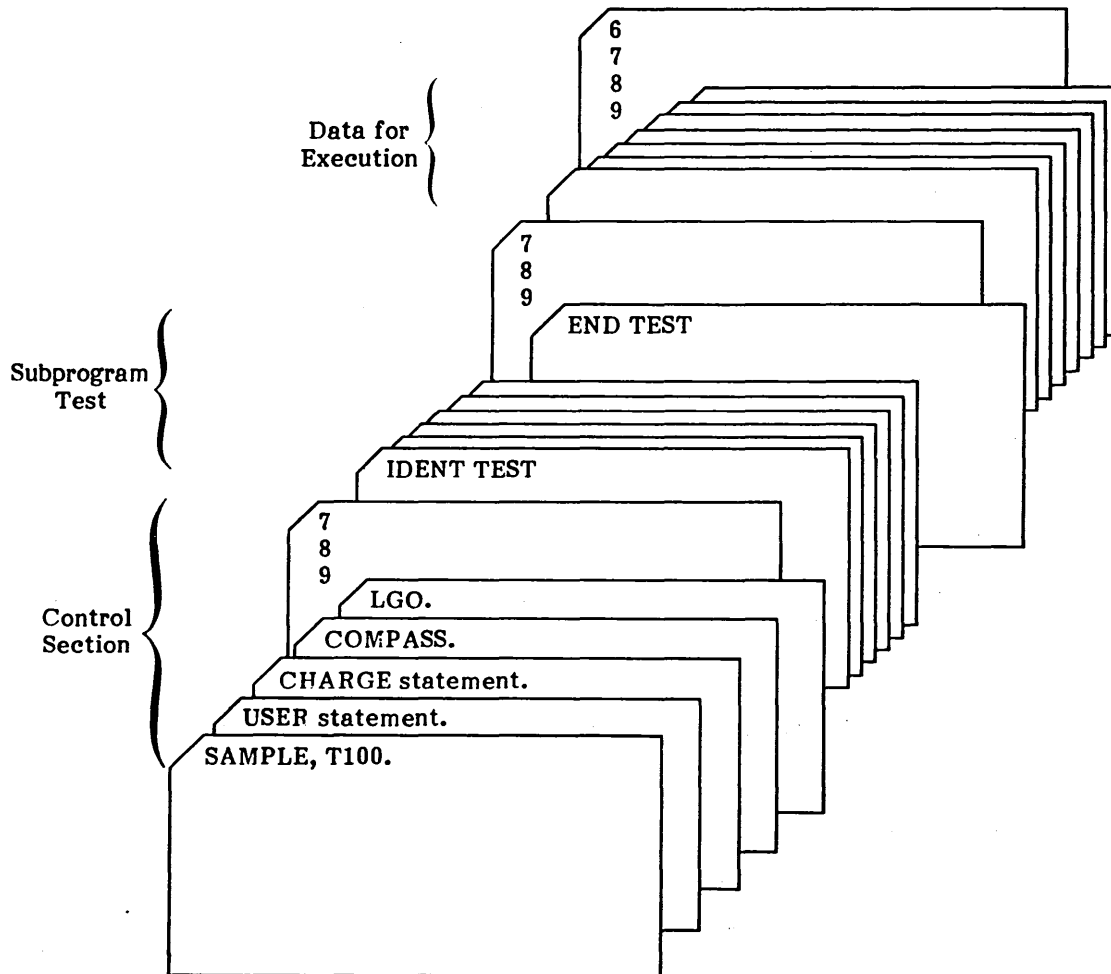 6
7
8
9
Data for
Execution
7
8
9
END TEST
Subprogram
Test
IDENT TEST
7
8
9
LGO.
Control
Section
COMPASS.
CHARGE statement.
USER statement.
SAMPLE, T100.